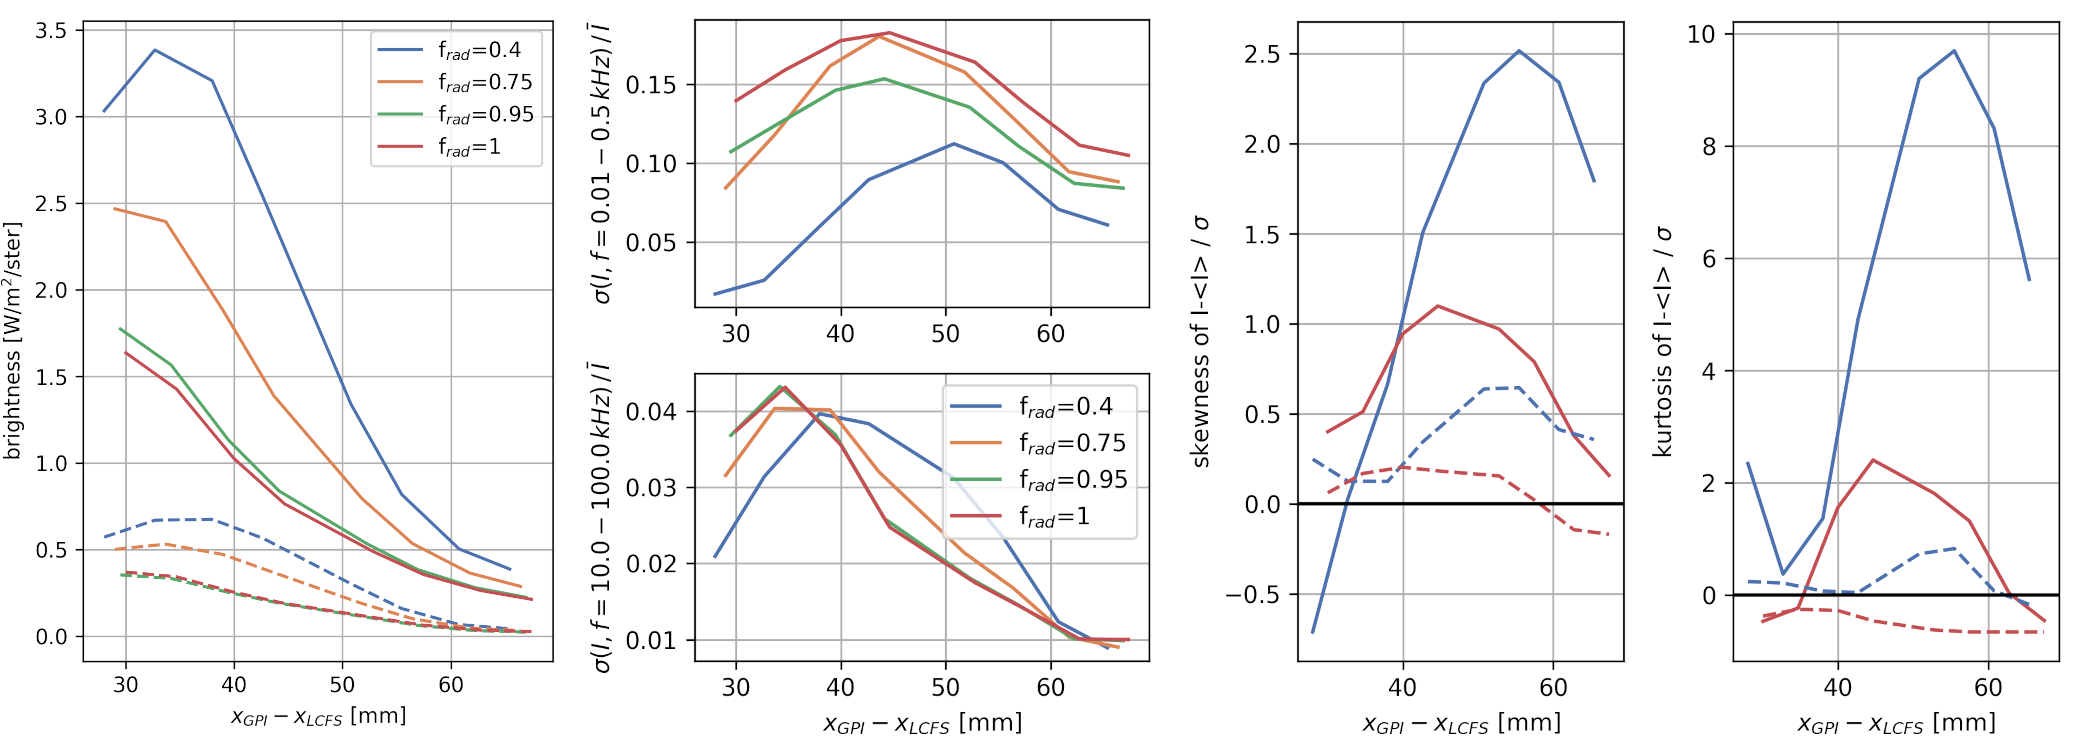 brightness [W/m²/ster]
3.5
3.0
2.5
2.0
1.5
1.0
0.5
0.0
f_rad=0.4
f_rad=0.75
f_rad=0.95
f_rad=1
30 40 50 60
x_GPI − x_LCFS [mm]
σ(I, f = 0.01 − 0.5 kHz) / Ī
0.15
0.10
0.05
30 40 50 60
σ(I, f = 10.0 − 100.0 kHz) / Ī
0.04
0.03
0.02
0.01
f_rad=0.4
f_rad=0.75
f_rad=0.95
f_rad=1
30 40 50 60
x_GPI − x_LCFS [mm]
skewness of I-<I> / σ
2.5
2.0
1.5
1.0
0.5
0.0
−0.5
40 60
x_GPI − x_LCFS [mm]
kurtosis of I-<I> / σ
10
8
6
4
2
0
40 60
x_GPI − x_LCFS [mm]